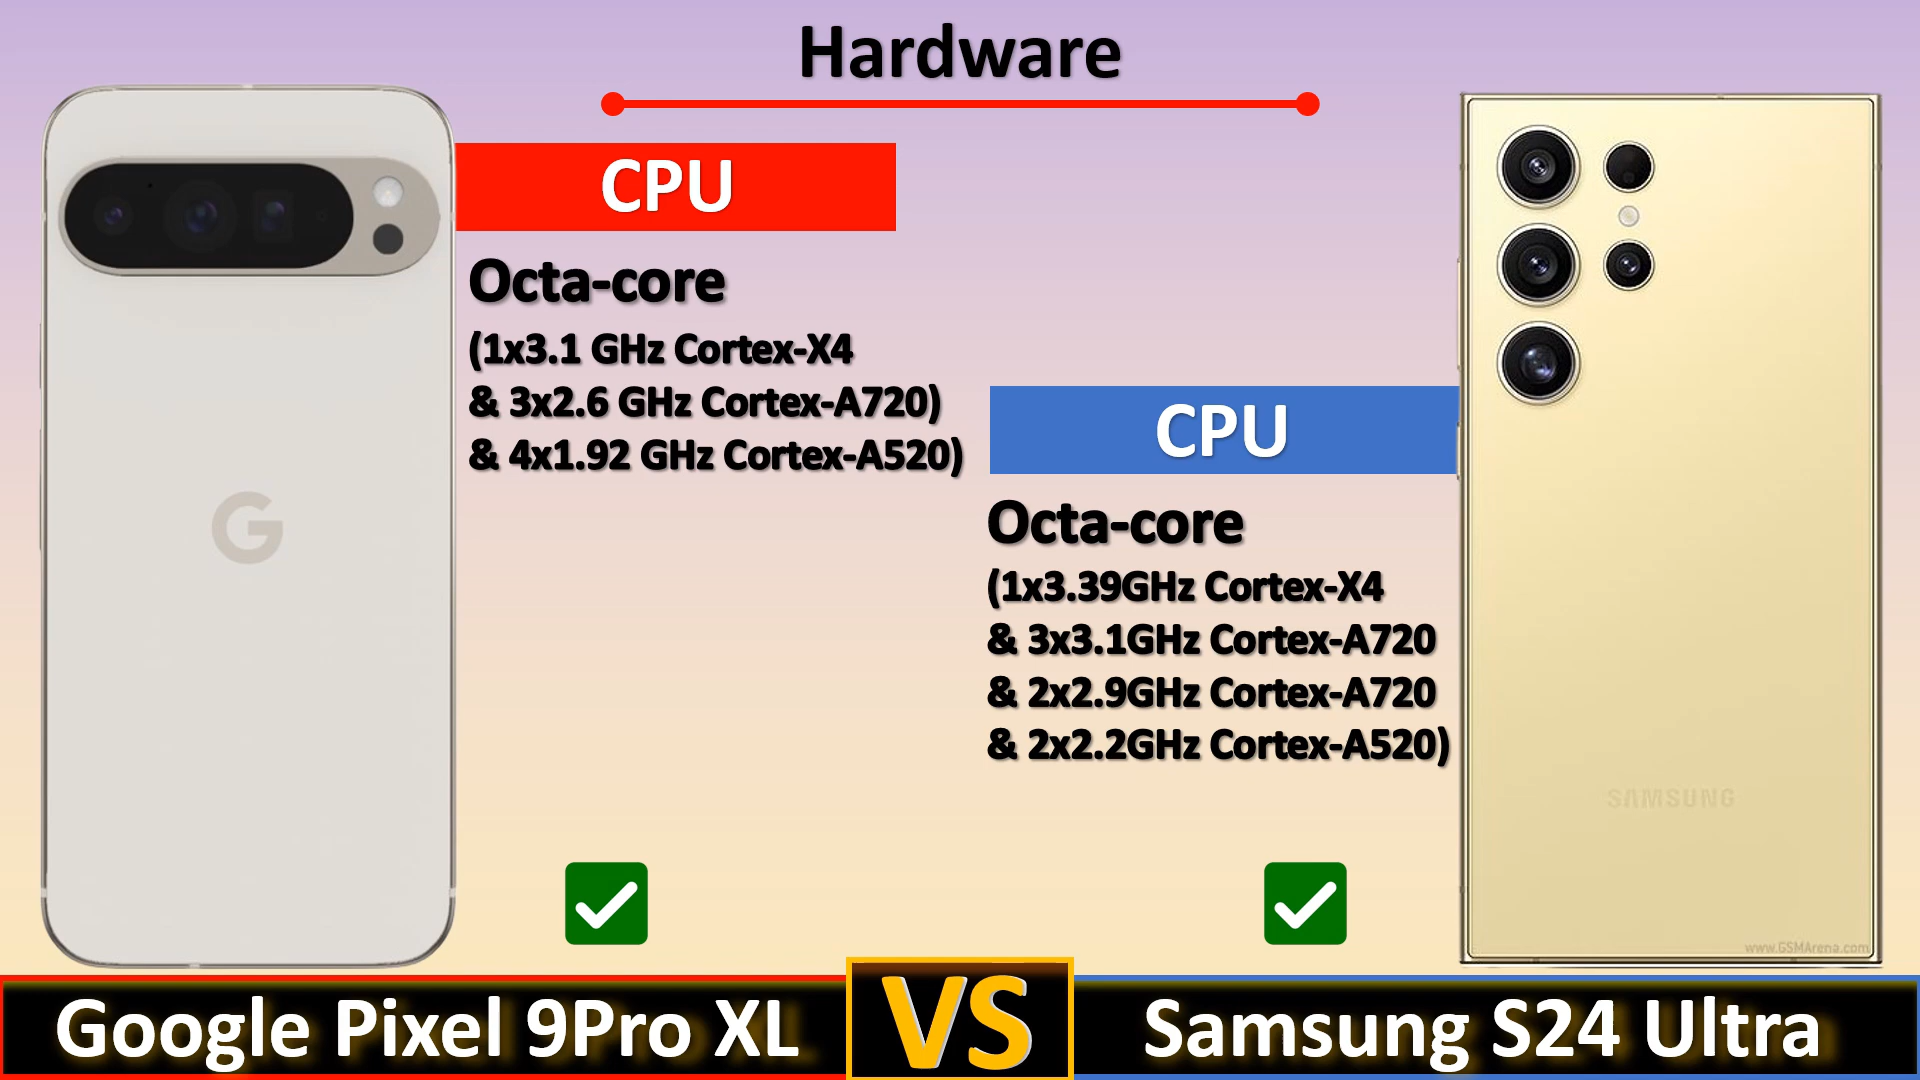 Hardware
CPU
Octa-core
(1x3.1 GHz Cortex-X4
& 3x2.6 GHz Cortex-A720)
& 4x1.92 GHz Cortex-A520)
G
CPU
Octa-core
(1x3.39GHz Cortex-X4
& 3x3.1GHz Cortex-A720
& 2x2.9GHz Cortex-A720
& 2x2.2GHz Cortex-A520)
SAMSUNG
www.GSMArena.com
Google Pixel 9Pro XL
VS
Samsung S24 Ultra